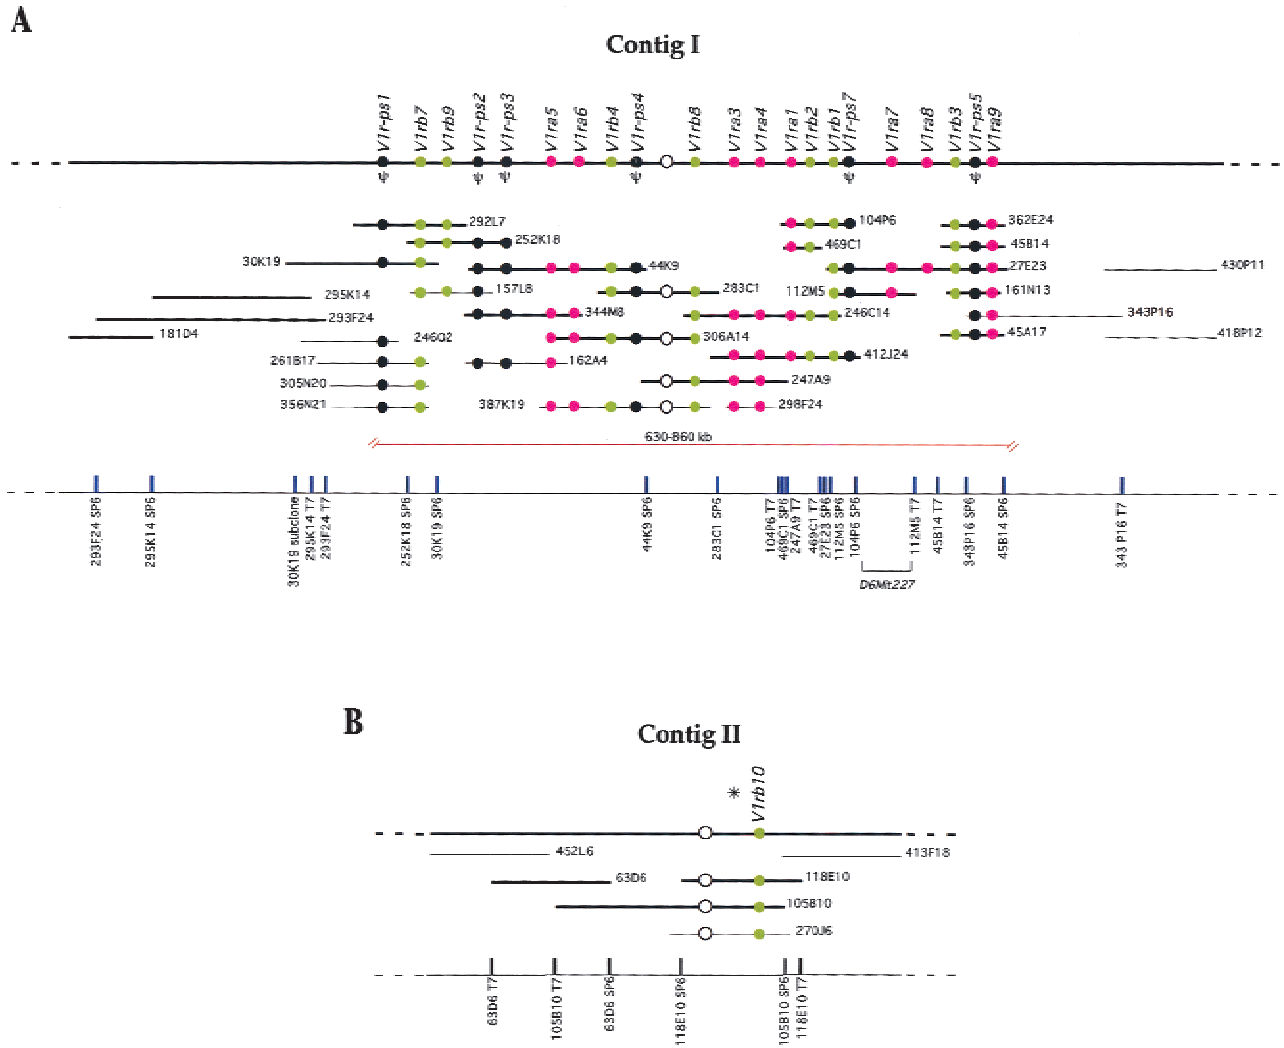 A
Contig I
V1r-ps1 V1rb7 V1rb9 V1r-ps2 V1r-ps3 V1ra5 V1ra6 V1rb4 V1r-ps4 V1rb8 V1ra3 V1ra4 V1ra1 V1rb2 V1rb1 V1r-ps7 V1ra7 V1ra8 V1rb3 V1r-ps5 V1ra9
ψ ψ ψ ψ ψ ψ
292L7 104P6 362E24
252K18 469C1 45B14
30K19 44K9 27E23 430P11
295K14 157L8 283C1 112M5 161N13
293F24 344M8 246C14 343P16
181D4 246O2 306A14 45A17 418P12
261B17 162A4 412J24
305N20 247A9
356N21 387K19 298F24
630-860 kb
293F24 SP6 295K14 SP6 30K19 subclone 295K14 T7 293F24 T7 252K18 SP6 30K19 SP6 44K9 SP6 283C1 SP6 104P6 T7 469C1 SP6 247A9 T7 469C1 T7 27E23 SP6 112M5 SP6 104P6 SP6 112M5 T7 45B14 T7 343P16 SP6 45B14 SP6 343 P16 T7
D6Mit227
B
Contig II
* V1rb10
452L6 413F18
63D6 118E10
105B10
270J6
63D6 T7 105B10 T7 63D6 SP6 118E10 SP6 105B10 SP6 118E10 T7